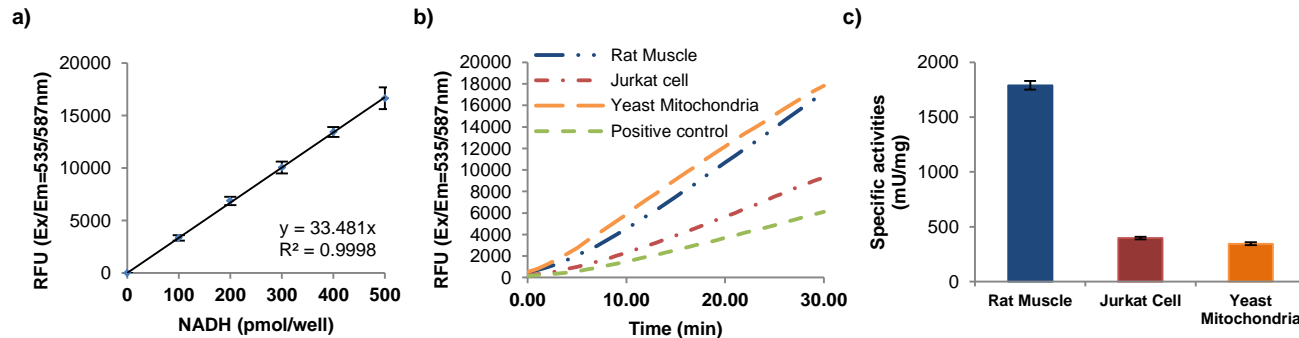 a)
RFU (Ex/Em=535/587nm)
20000
15000
10000
5000
0
y = 33.481x
R² = 0.9998
0 100 200 300 400 500
NADH (pmol/well)
b)
RFU (Ex/Em=535/587nm)
20000
18000
16000
14000
12000
10000
8000
6000
4000
2000
0
Rat Muscle
Jurkat cell
Yeast Mitochondria
Positive control
0.00 10.00 20.00 30.00
Time (min)
c)
Specific activities
(mU/mg)
2000
1500
1000
500
0
Rat Muscle Jurkat Cell Yeast
Mitochondria